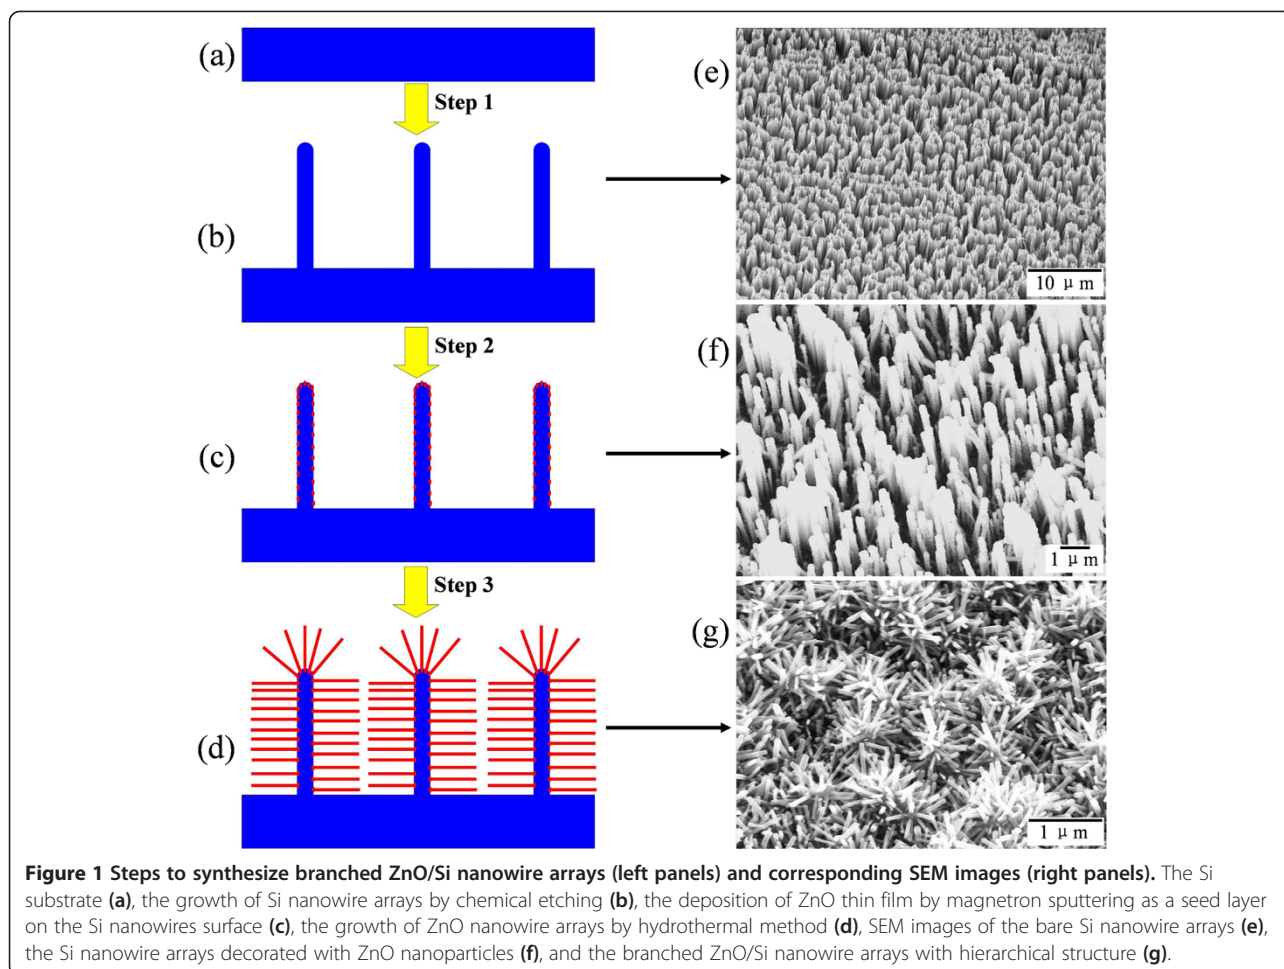 (a)
Step 1
(b)
Step 2
(c)
Step 3
(d)
(e)
10 μm
(f)
1 μm
(g)
1 μm
Figure 1 Steps to synthesize branched ZnO/Si nanowire arrays (left panels) and corresponding SEM images (right panels). The Si
substrate (a), the growth of Si nanowire arrays by chemical etching (b), the deposition of ZnO thin film by magnetron sputtering as a seed layer
on the Si nanowires surface (c), the growth of ZnO nanowire arrays by hydrothermal method (d), SEM images of the bare Si nanowire arrays (e),
the Si nanowire arrays decorated with ZnO nanoparticles (f), and the branched ZnO/Si nanowire arrays with hierarchical structure (g).